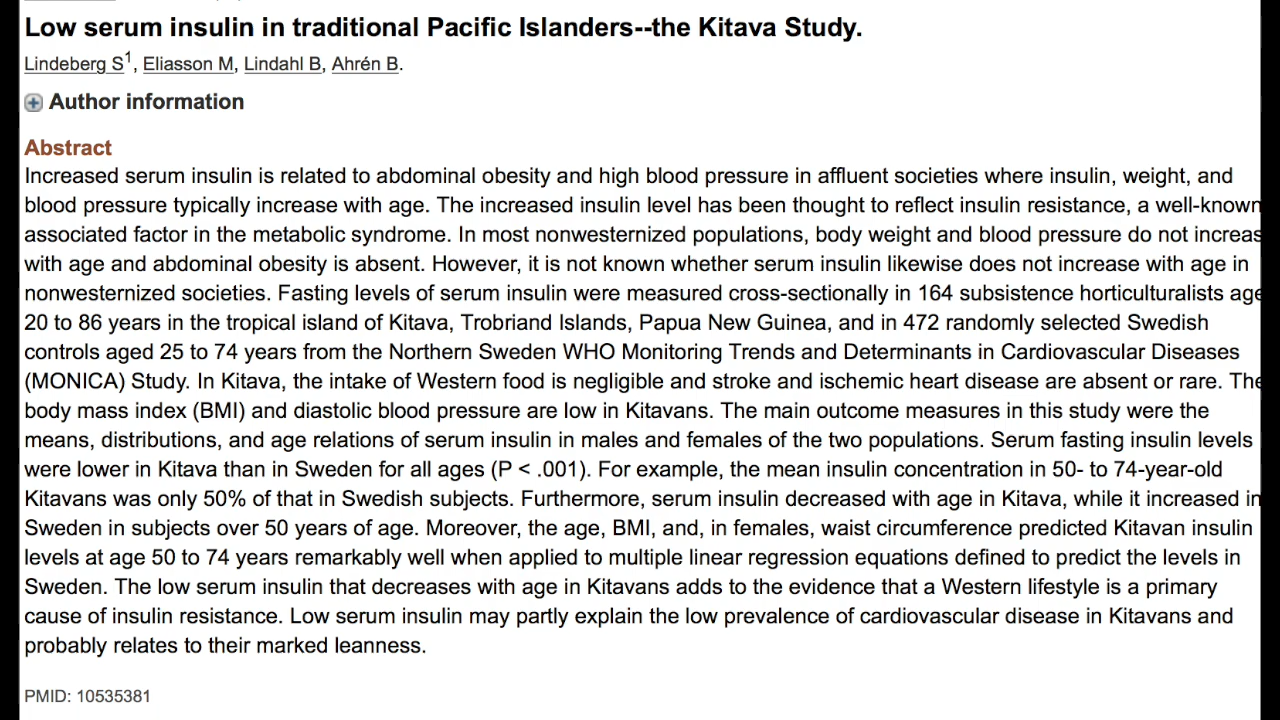 Low serum insulin in traditional Pacific Islanders--the Kitava Study.
Lindeberg S1, Eliasson M, Lindahl B, Ahrén B.
Author information
Abstract
Increased serum insulin is related to abdominal obesity and high blood pressure in affluent societies where insulin, weight, and
blood pressure typically increase with age. The increased insulin level has been thought to reflect insulin resistance, a well-known
associated factor in the metabolic syndrome. In most nonwesternized populations, body weight and blood pressure do not increas
with age and abdominal obesity is absent. However, it is not known whether serum insulin likewise does not increase with age in
nonwesternized societies. Fasting levels of serum insulin were measured cross-sectionally in 164 subsistence horticulturalists age
20 to 86 years in the tropical island of Kitava, Trobriand Islands, Papua New Guinea, and in 472 randomly selected Swedish
controls aged 25 to 74 years from the Northern Sweden WHO Monitoring Trends and Determinants in Cardiovascular Diseases
(MONICA) Study. In Kitava, the intake of Western food is negligible and stroke and ischemic heart disease are absent or rare. The
body mass index (BMI) and diastolic blood pressure are low in Kitavans. The main outcome measures in this study were the
means, distributions, and age relations of serum insulin in males and females of the two populations. Serum fasting insulin levels
were lower in Kitava than in Sweden for all ages (P < .001). For example, the mean insulin concentration in 50- to 74-year-old
Kitavans was only 50% of that in Swedish subjects. Furthermore, serum insulin decreased with age in Kitava, while it increased in
Sweden in subjects over 50 years of age. Moreover, the age, BMI, and, in females, waist circumference predicted Kitavan insulin
levels at age 50 to 74 years remarkably well when applied to multiple linear regression equations defined to predict the levels in
Sweden. The low serum insulin that decreases with age in Kitavans adds to the evidence that a Western lifestyle is a primary
cause of insulin resistance. Low serum insulin may partly explain the low prevalence of cardiovascular disease in Kitavans and
probably relates to their marked leanness.
PMID: 10535381